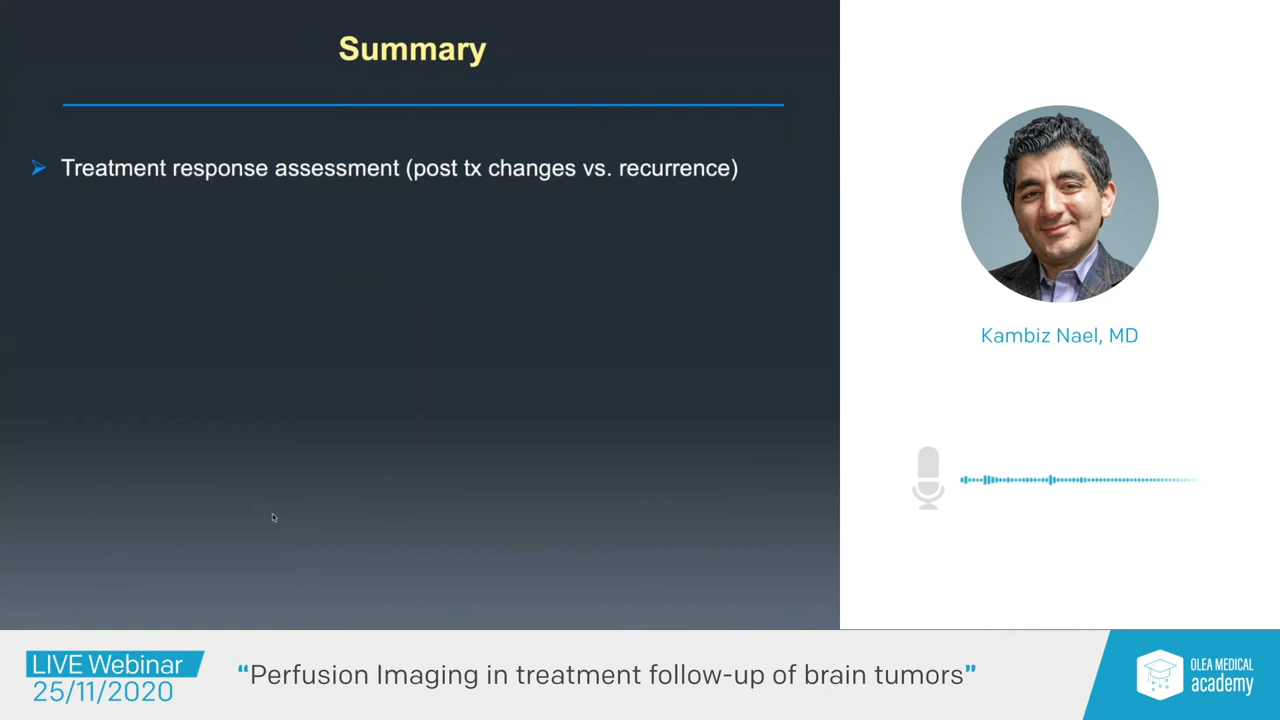 Summary
➢ Treatment response assessment (post tx changes vs. recurrence)
Kambiz Nael, MD
LIVE Webinar
25/11/2020
“Perfusion Imaging in treatment follow-up of brain tumors”
OLEA MEDICAL
academy